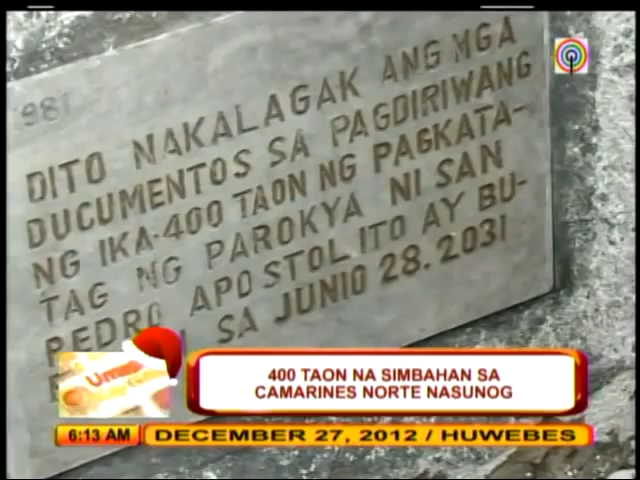 1981
DITO NAKALAGAK ANG MGA
DUCUMENTOS SA PAGDIRIWANG
NG IKA-400 TAON NG PAGKATA-
TAG NG PAROKYA NI SAN
PEDRO APOSTOL ITO AY BU-
SA JUNIO 28.2031
400 TAON NA SIMBAHAN SA
CAMARINES NORTE NASUNOG
6:13 AM DECEMBER 27, 2012 / HUWEBES